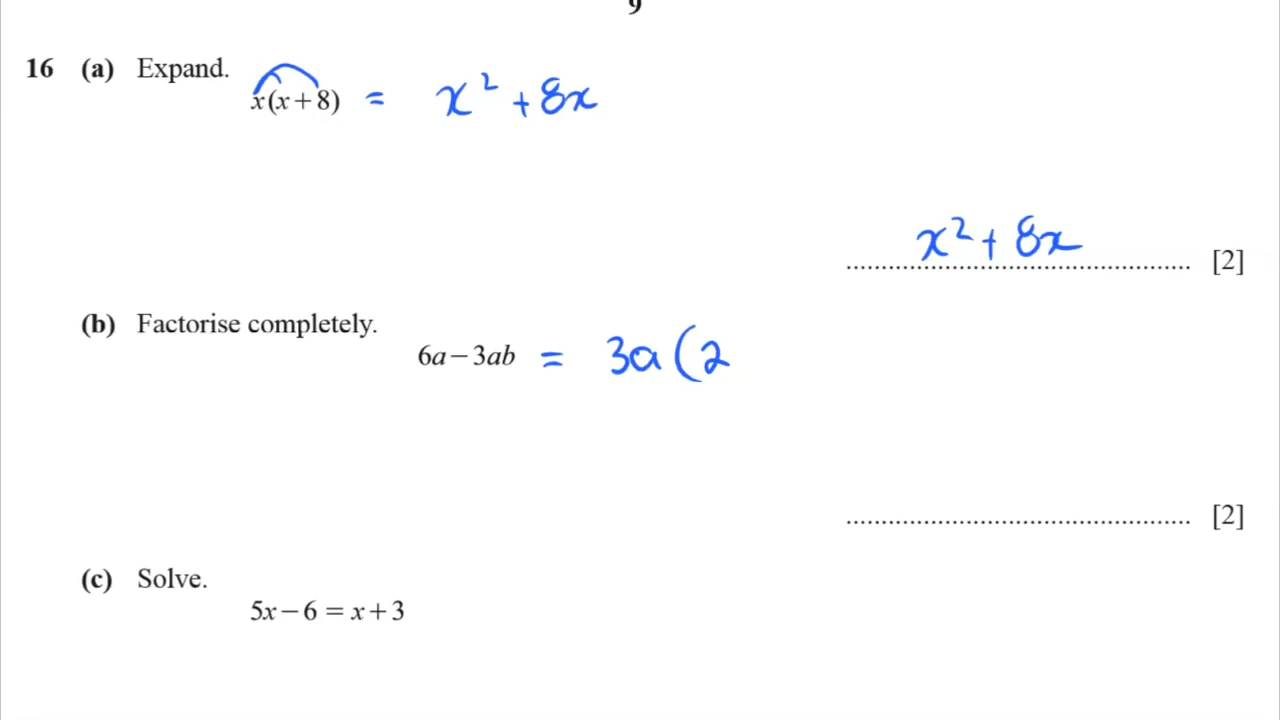 9
16 (a) Expand.
x(x+8) = x² + 8x
x² + 8x
.................................................. [2]
(b) Factorise completely.
6a−3ab = 3a(2
.................................................. [2]
(c) Solve.
5x−6 = x+3